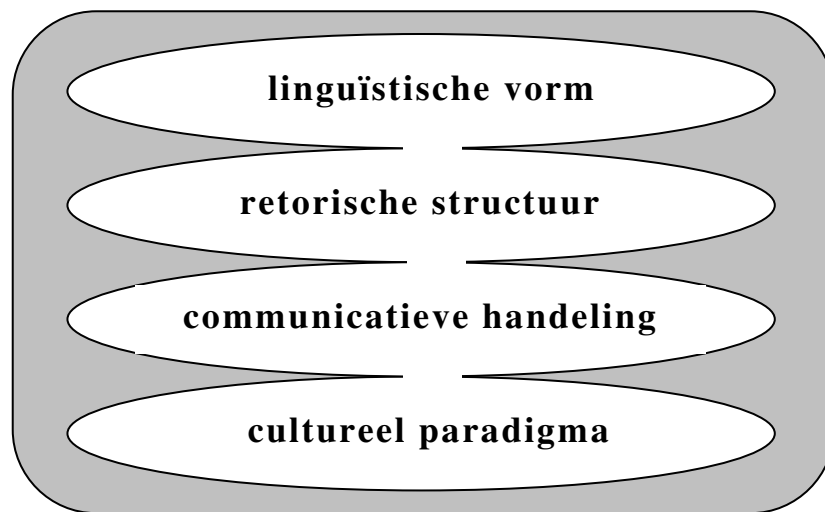 linguïstische vorm
retorische structuur
communicatieve handeling
cultureel paradigma